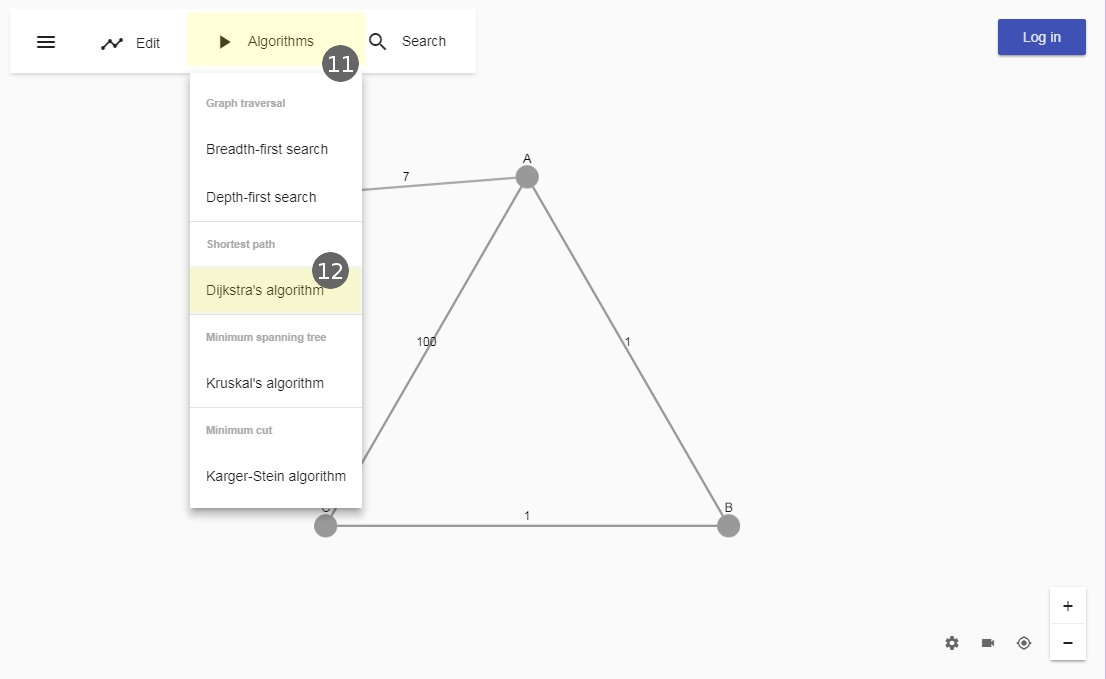 Edit
Algorithms
Search
Log in
11
Graph traversal
Breadth-first search
Depth-first search
Shortest path
12
Dijkstra's algorithm
Minimum spanning tree
Kruskal's algorithm
Minimum cut
Karger-Stein algorithm
A
7
100
1
C
1
B
+
−